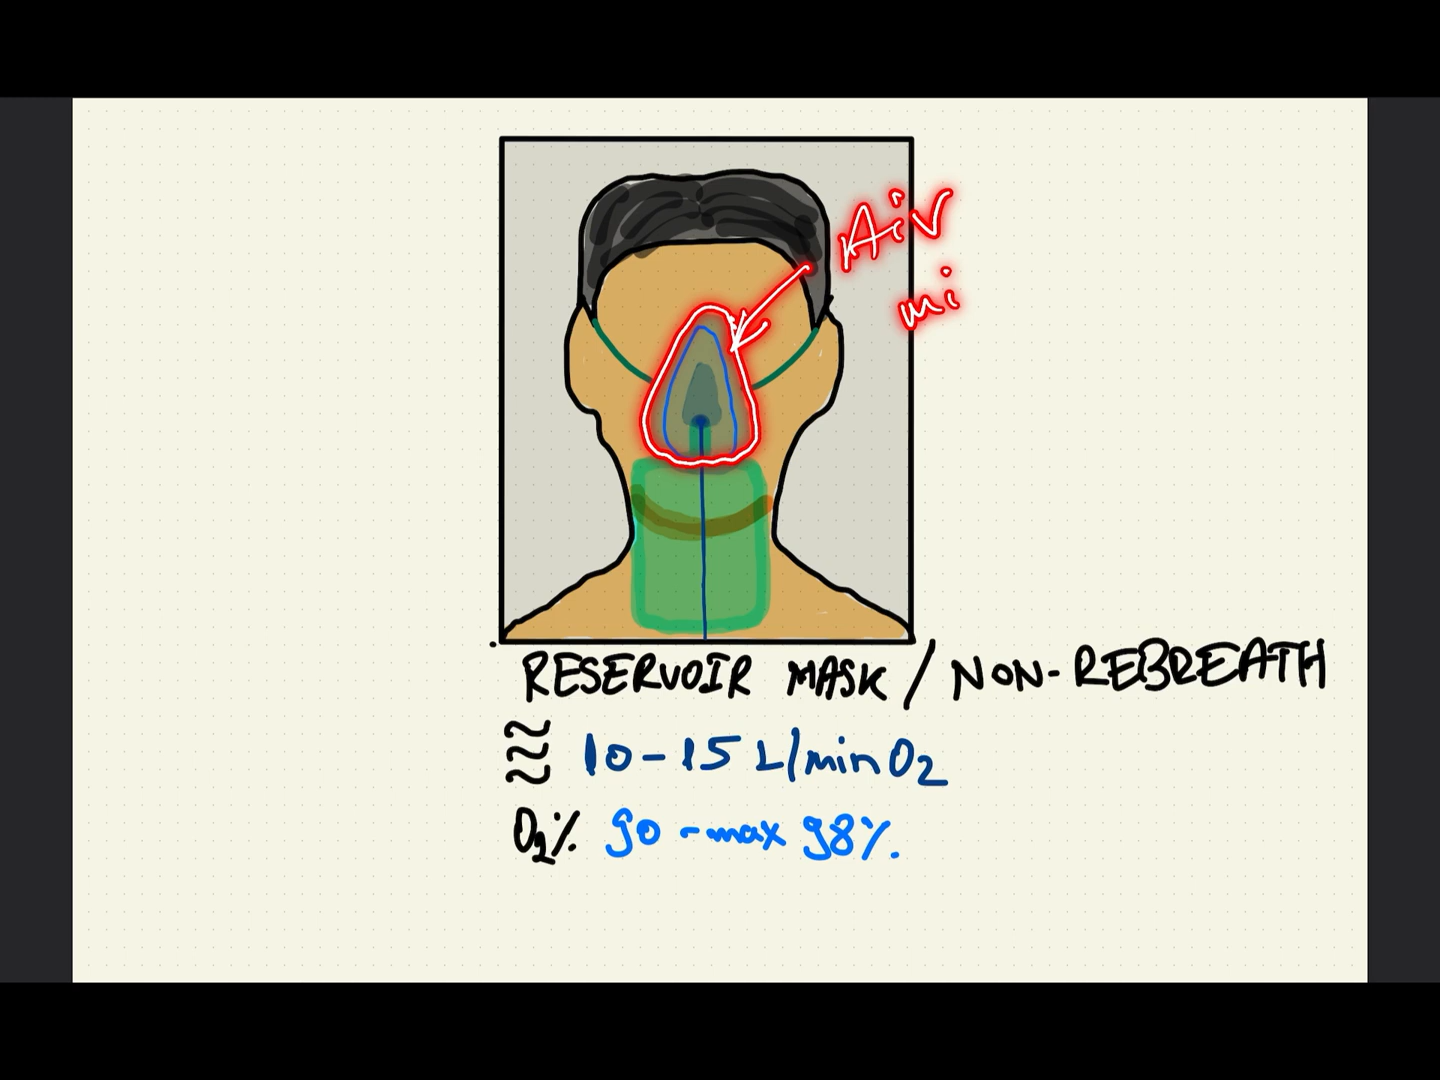 Air
mi
RESERVOIR MASK / NON-REBREATH
10-15 L/min O2
O2% 90 - max 98%.